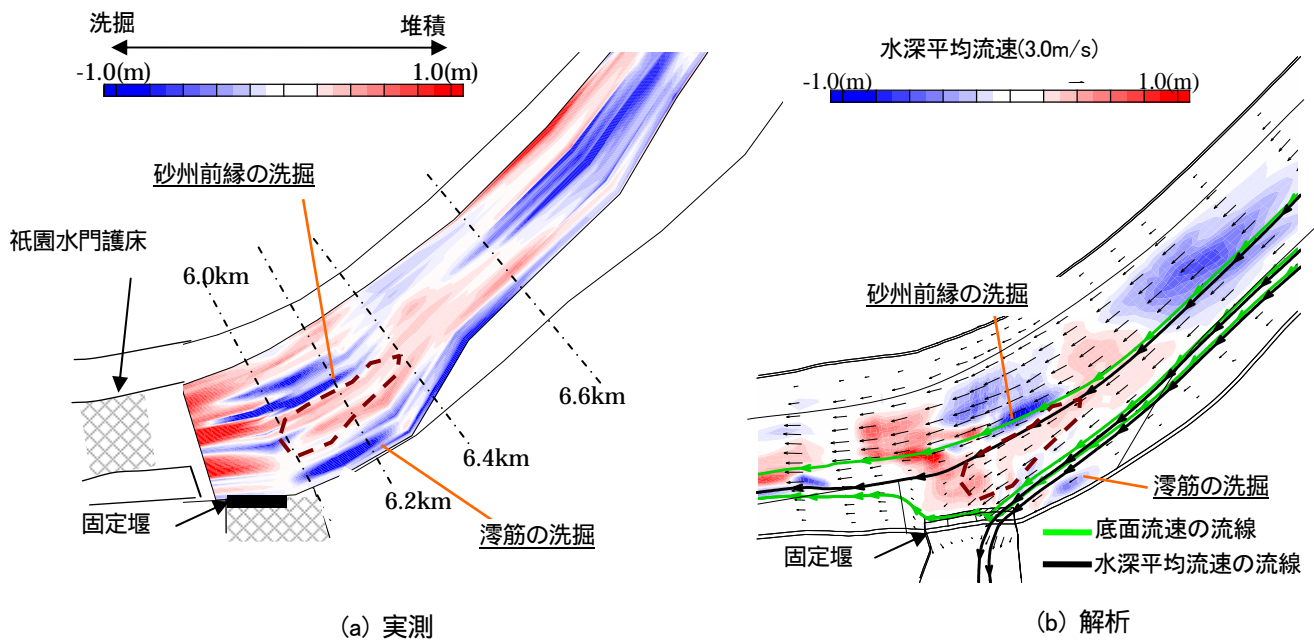 洗掘
堆積
-1.0(m)
1.0(m)
砂州前縁の洗掘
祇園水門護床
6.0km
6.6km
6.4km
6.2km
固定堰
澪筋の洗掘
(a) 実測
水深平均流速(3.0m/s)
-1.0(m)
1.0(m)
砂州前縁の洗掘
澪筋の洗掘
固定堰
底面流速の流線
水深平均流速の流線
(b) 解析